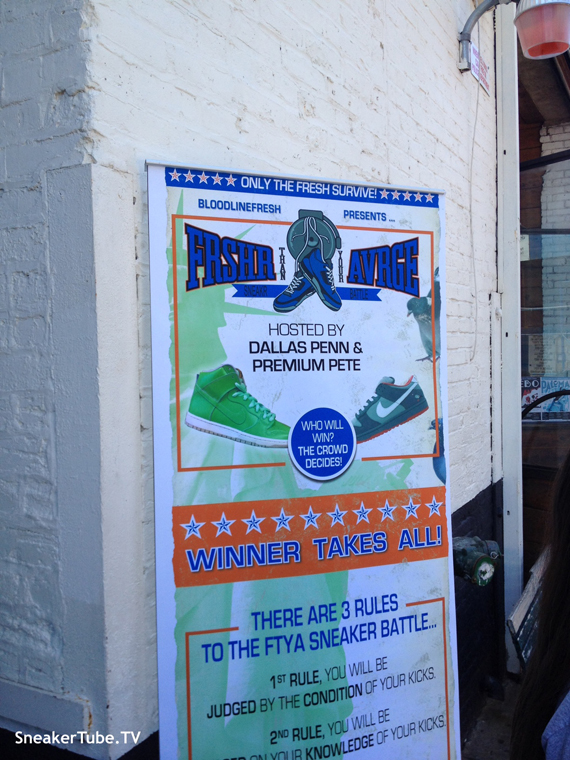 ONLY THE FRESH SURVIVE!
BLOODLINEFRESH PRESENTS ...
FRSHR THAN YOUR AVRGE
SNEAKER BATTLE
HOSTED BY
DALLAS PENN &
PREMIUM PETE
WHO WILL
WIN?
THE CROWD
DECIDES!
WINNER TAKES ALL!
THERE ARE 3 RULES
TO THE FTYA SNEAKER BATTLE...
1ST RULE, YOU WILL BE
JUDGED BY THE CONDITION OF YOUR KICKS.
2ND RULE, YOU WILL BE
ON YOUR KNOWLEDGE OF YOUR KICKS
SneakerTube.TV